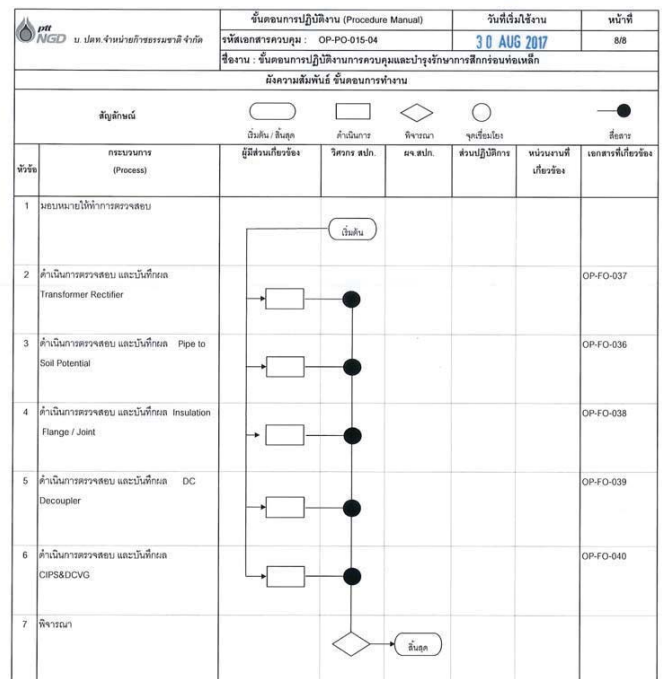 ptt
NGD บ. ปตท.จำหน่ายก๊าซธรรมชาติ จำกัด
ขั้นตอนการปฏิบัติงาน (Procedure Manual)
วันที่เริ่มใช้งาน
หน้าที่
รหัสเอกสารควบคุม : OP-PO-015-04
30 AUG 2017
8/8
ชื่องาน : ขั้นตอนการปฏิบัติงานการควบคุมและบำรุงรักษาการสึกกร่อนท่อเหล็ก
ผังความสัมพันธ์ ขั้นตอนการทำงาน
สัญลักษณ์
เริ่มต้น / สิ้นสุด
ดำเนินการ
พิจารณา
จุดเชื่อมโยง
สื่อสาร
หัวข้อ
กระบวนการ
(Process)
ผู้มีส่วนเกี่ยวข้อง
วิศวกร สปก.
ผจ.สปก.
ส่วนปฏิบัติการ
หน่วยงานที่
เกี่ยวข้อง
เอกสารที่เกี่ยวข้อง
1 มอบหมายให้ทำการตรวจสอบ
เริ่มต้น
2 ดำเนินการตรวจสอบ และบันทึกผล
Transformer Rectifier
OP-FO-037
3 ดำเนินการตรวจสอบ และบันทึกผล Pipe to
Soil Potential
OP-FO-036
4 ดำเนินการตรวจสอบ และบันทึกผล Insulation
Flange / Joint
OP-FO-038
5 ดำเนินการตรวจสอบ และบันทึกผล DC
Decoupler
OP-FO-039
6 ดำเนินการตรวจสอบ และบันทึกผล
CIPS&DCVG
OP-FO-040
7 พิจารณา
สิ้นสุด